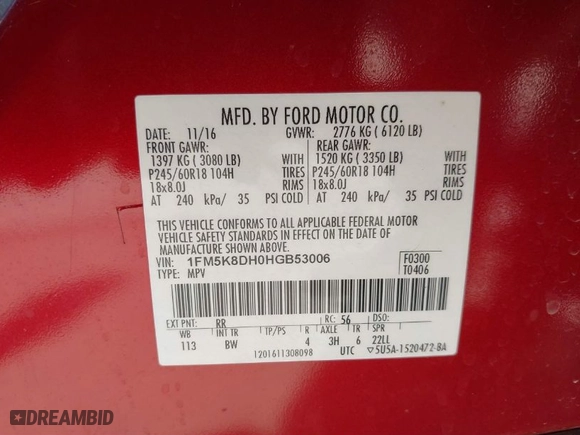 MFD. BY FORD MOTOR CO.
DATE: 11/16 GVWR: 2776 KG ( 6120 LB)
FRONT GAWR: REAR GAWR:
1397 KG ( 3080 LB) WITH 1520 KG ( 3350 LB) WITH
P245/60R18 104H TIRES P245/60R18 104H TIRES
18x8.0J RIMS 18x8.0J RIMS
AT 240 kPa/ 35 PSI COLD AT 240 kPa/ 35 PSI COLD
THIS VEHICLE CONFORMS TO ALL APPLICABLE FEDERAL MOTOR
VEHICLE SAFETY AND THEFT PREVENTION STANDARDS IN EFFECT
ON THE DATE OF MANUFACTURE SHOWN ABOVE.
VIN: 1FM5K8DH0HGB53006 F0300
TYPE: MPV T0406
EXT PNT: RR RC: 56 DSO:
WB INT TR TP/PS R AXLE TR SPR
113 BW 4 3H 6 22LL
1201611308098 UTC ▽5U5A-1520472-BA
DREAMBID